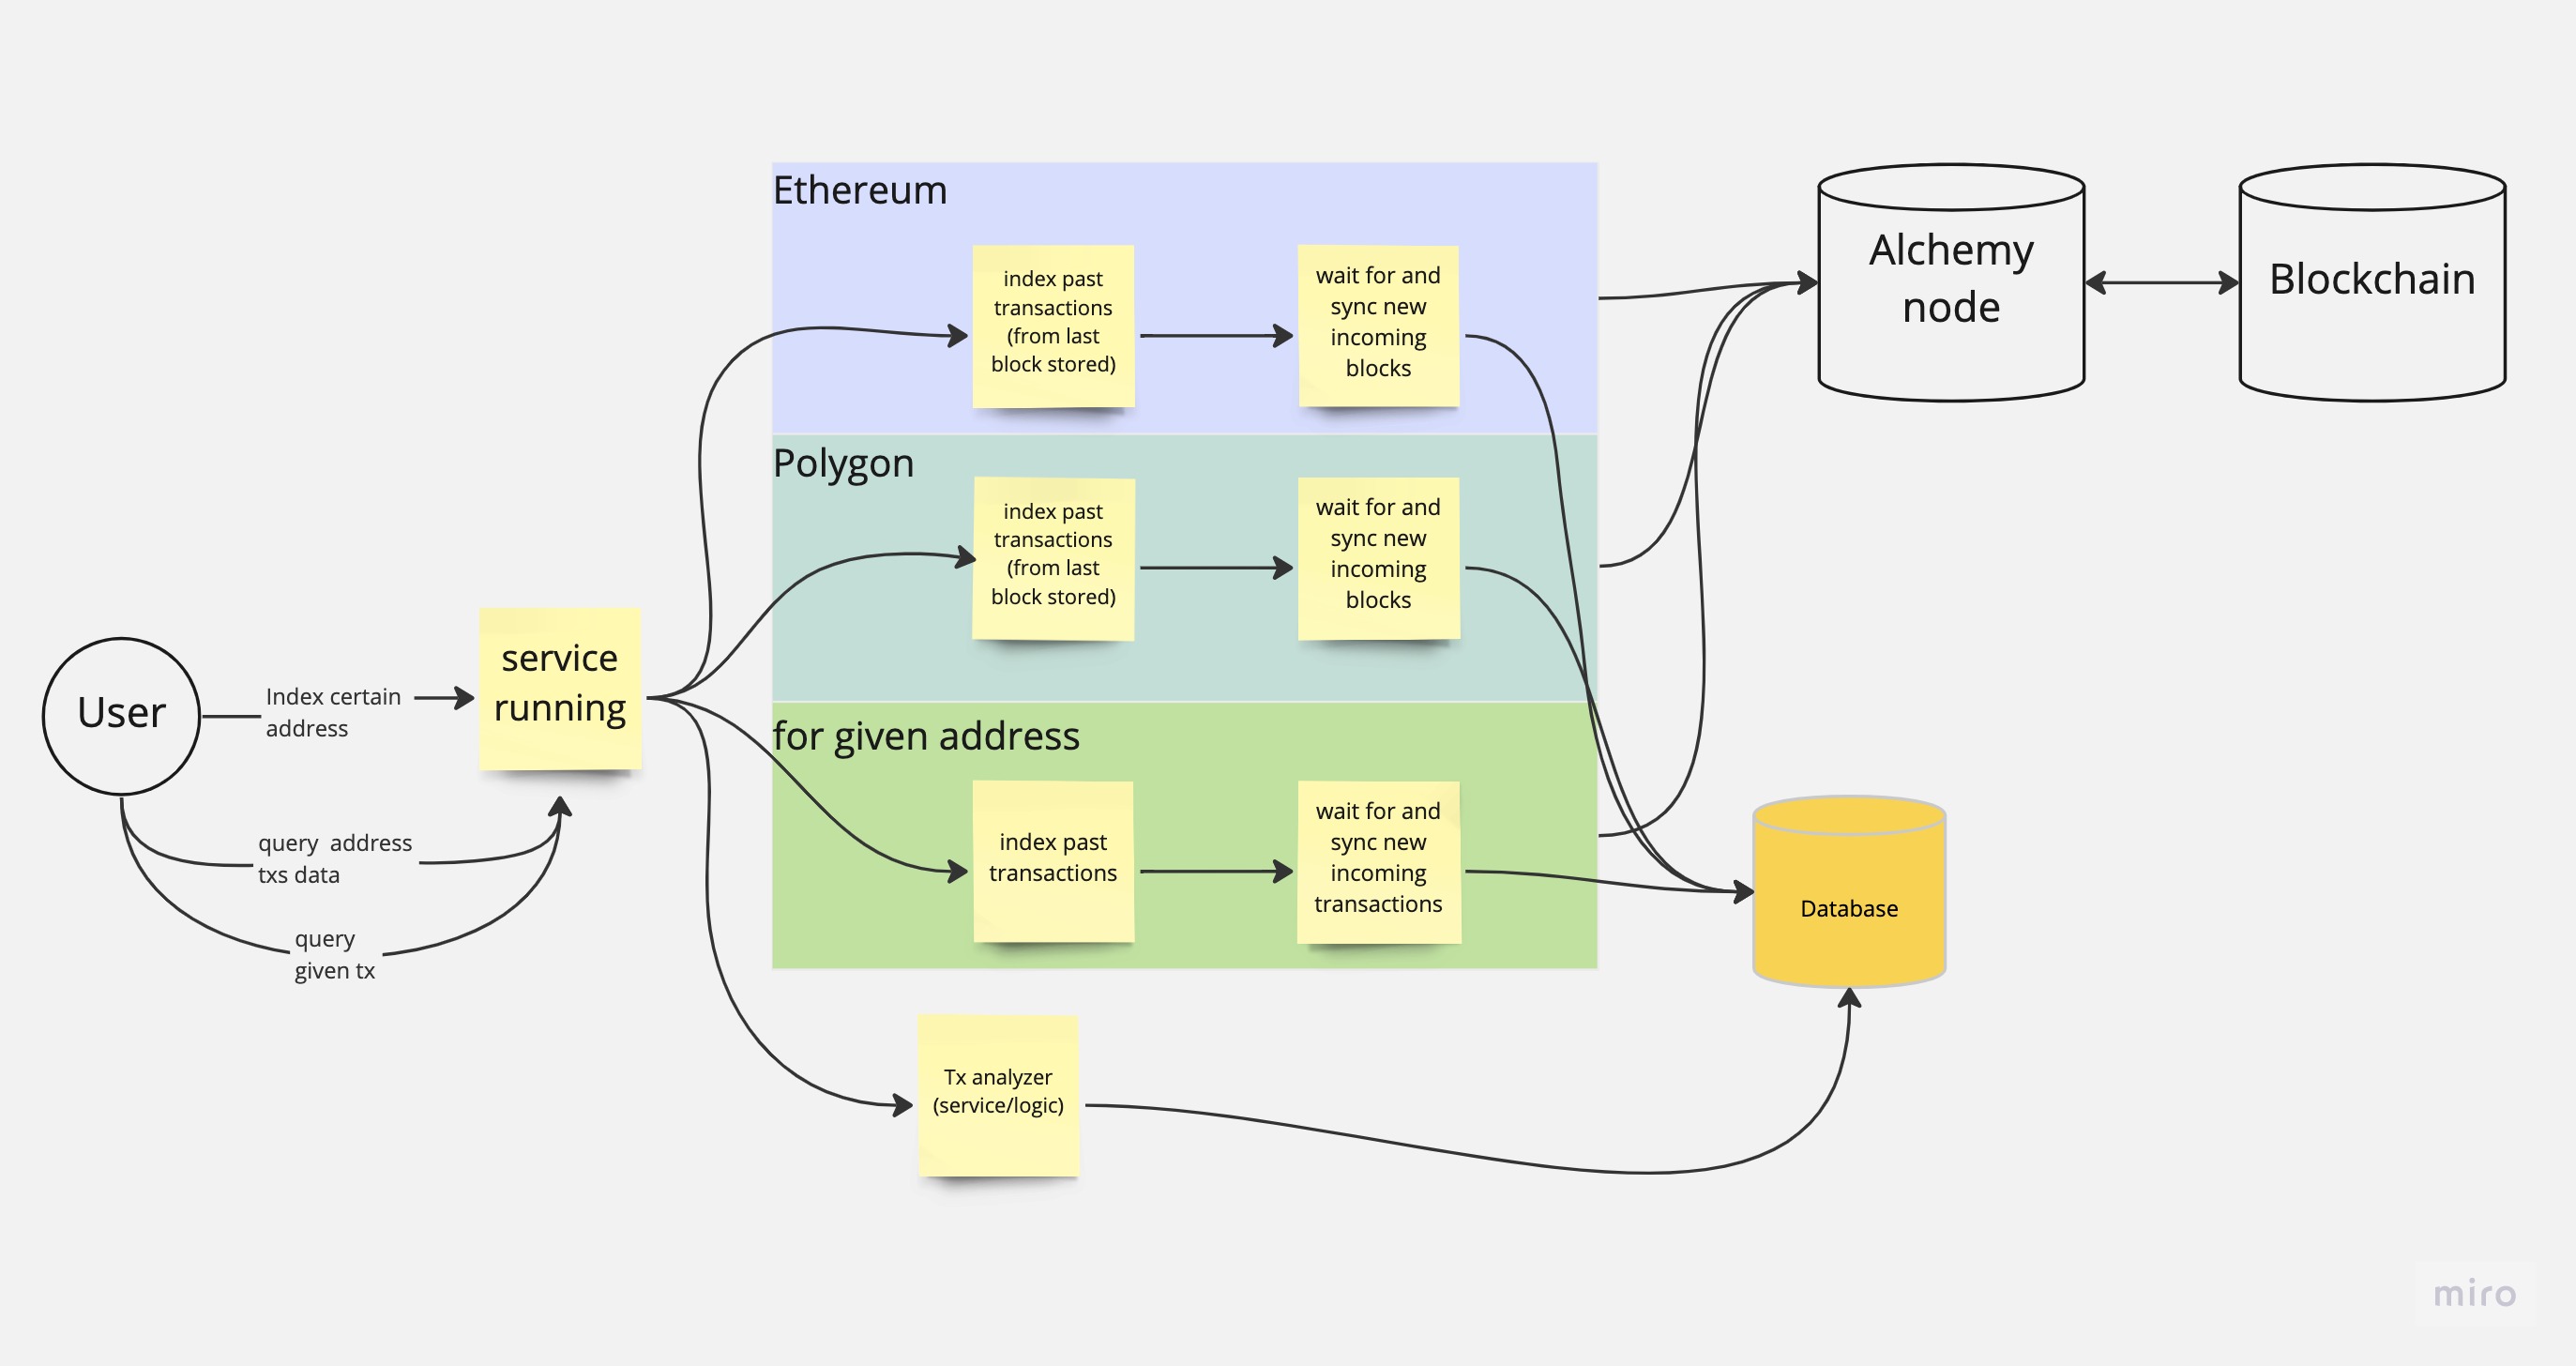 Ethereum
index past
transactions
(from last
block stored)
wait for and
sync new
incoming
blocks
Alchemy
node
Blockchain
Polygon
index past
transactions
(from last
block stored)
wait for and
sync new
incoming
blocks
User
Index certain
address
service
running
query  address
txs data
query
given tx
for given address
index past
transactions
wait for and
sync new
incoming
transactions
Database
Tx analyzer
(service/logic)
miro